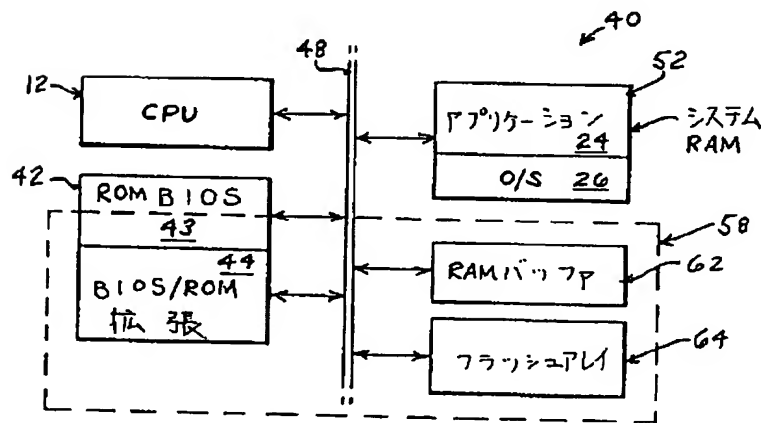 40
48
52
12
CPU
アプリケーション
24
システム
RAM
O/S 26
42
ROM BIOS
43
58
44
BIOS/ROM
拡張
RAMバッファ
62
フラッシュアレイ
64